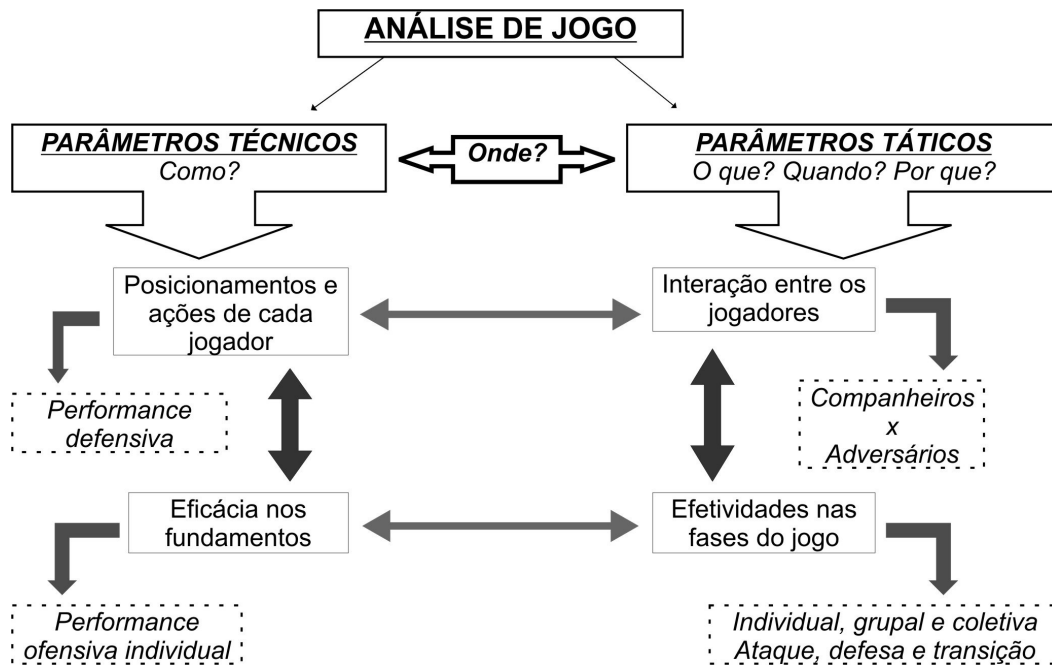 ANÁLISE DE JOGO
PARÂMETROS TÉCNICOS
Como?
Onde?
PARÂMETROS TÁTICOS
O que? Quando? Por que?
Posicionamentos e
ações de cada
jogador
Interação entre os
jogadores
Performance
defensiva
Companheiros
x
Adversários
Eficácia nos
fundamentos
Efetividades nas
fases do jogo
Performance
ofensiva individual
Individual, grupal e coletiva
Ataque, defesa e transição